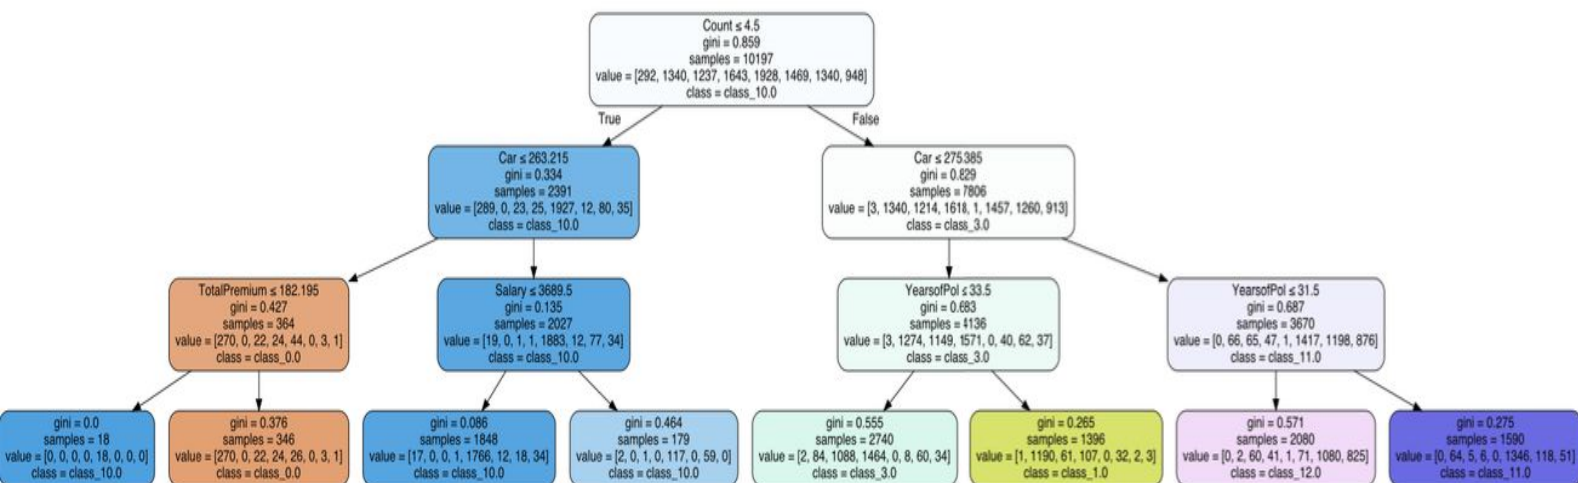 Count ≤ 4.5
gini = 0.859
samples = 10197
value = [292, 1340, 1237, 1643, 1928, 1469, 1340, 948]
class = class_10.0
True
False
Car ≤ 263.215
gini = 0.334
samples = 2391
value = [289, 0, 23, 25, 1927, 12, 80, 35]
class = class_10.0
Car ≤ 275.385
gini = 0.829
samples = 7806
value = [3, 1340, 1214, 1618, 1, 1457, 1260, 913]
class = class_3.0
TotalPremium ≤ 182.195
gini = 0.427
samples = 364
value = [270, 0, 22, 24, 44, 0, 3, 1]
class = class_0.0
Salary ≤ 3689.5
gini = 0.135
samples = 2027
value = [19, 0, 1, 1, 1883, 12, 77, 34]
class = class_10.0
YearsofPol ≤ 33.5
gini = 0.683
samples = 4136
value = [3, 1274, 1149, 1571, 0, 40, 62, 37]
class = class_3.0
YearsofPol ≤ 31.5
gini = 0.687
samples = 3670
value = [0, 66, 65, 47, 1, 1417, 1198, 876]
class = class_11.0
gini = 0.0
samples = 18
value = [0, 0, 0, 0, 18, 0, 0, 0]
class = class_10.0
gini = 0.376
samples = 346
value = [270, 0, 22, 24, 26, 0, 3, 1]
class = class_0.0
gini = 0.086
samples = 1848
value = [17, 0, 0, 1, 1766, 12, 18, 34]
class = class_10.0
gini = 0.464
samples = 179
value = [2, 0, 1, 0, 117, 0, 59, 0]
class = class_10.0
gini = 0.555
samples = 2740
value = [2, 84, 1088, 1464, 0, 8, 60, 34]
class = class_3.0
gini = 0.265
samples = 1396
value = [1, 1190, 61, 107, 0, 32, 2, 3]
class = class_1.0
gini = 0.571
samples = 2080
value = [0, 2, 60, 41, 1, 71, 1080, 825]
class = class_12.0
gini = 0.275
samples = 1590
value = [0, 64, 5, 6, 0, 1346, 118, 51]
class = class_11.0